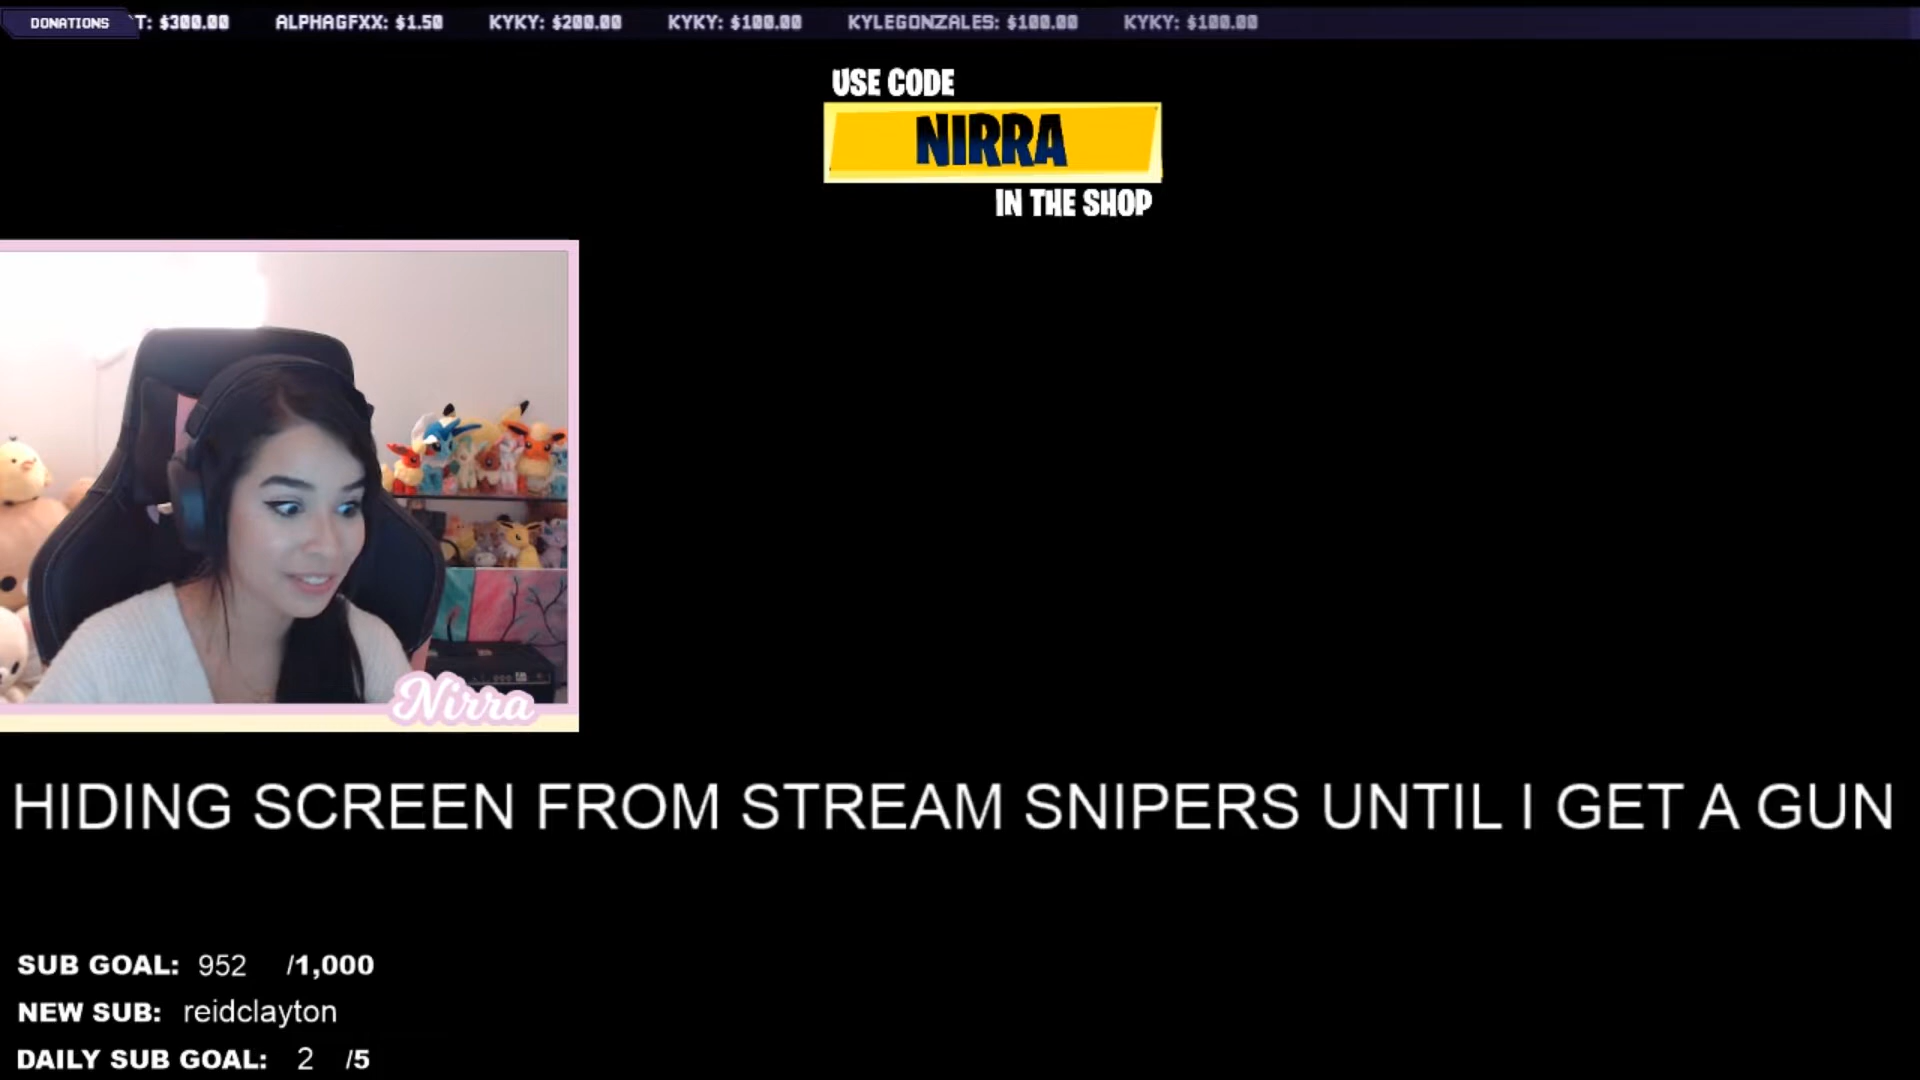 DONATIONS T: $300.00 ALPHAGFXX: $1.50 KYKY: $200.00 KYKY: $100.00 KYLEGONZALES: $100.00 KYKY: $100.00
USE CODE
NIRRA
IN THE SHOP
Nirra
HIDING SCREEN FROM STREAM SNIPERS UNTIL I GET A GUN
SUB GOAL: 952 /1,000
NEW SUB: reidclayton
DAILY SUB GOAL: 2 /5